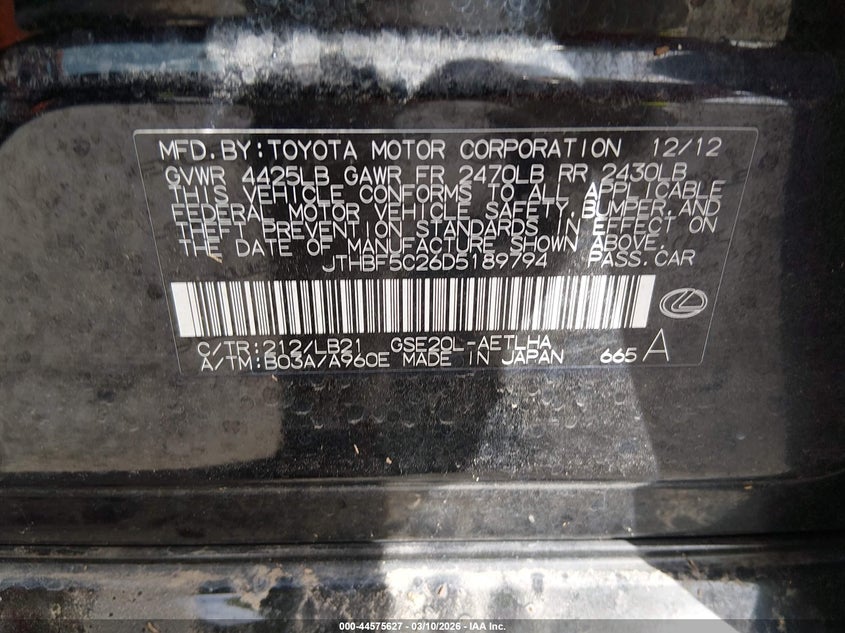 MFD. BY: TOYOTA MOTOR CORPORATION 12/12
GVWR 4425LB GAWR FR 2470LB RR 2430LB
THIS VEHICLE CONFORMS TO ALL APPLICABLE
FEDERAL MOTOR VEHICLE SAFETY, BUMPER, AND
THEFT PREVENTION STANDARDS IN EFFECT ON
THE DATE OF MANUFACTURE SHOWN ABOVE.
JTHBF5C26D5189794 PASS. CAR
C/TR: 212/LB21 GSE20L-AETLHA
A/TM: B03A/A960E MADE IN JAPAN 665 A
000-44575627 - 03/10/2026 - IAA Inc.